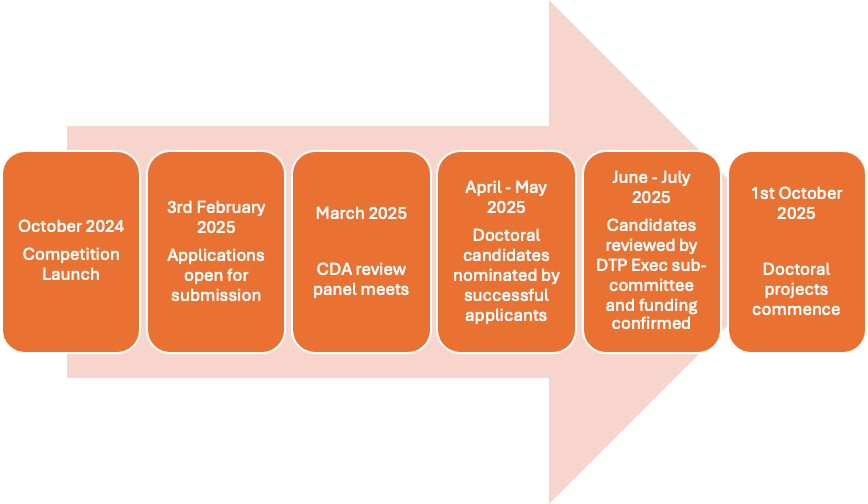 October 2024
Competition
Launch
3rd February
2025
Applications
open for
submission
March 2025
CDA review
panel meets
April - May
2025
Doctoral
candidates
nominated by
successful
applicants
June - July
2025
Candidates
reviewed by
DTP Exec sub-
committee
and funding
confirmed
1st October
2025
Doctoral
projects
commence